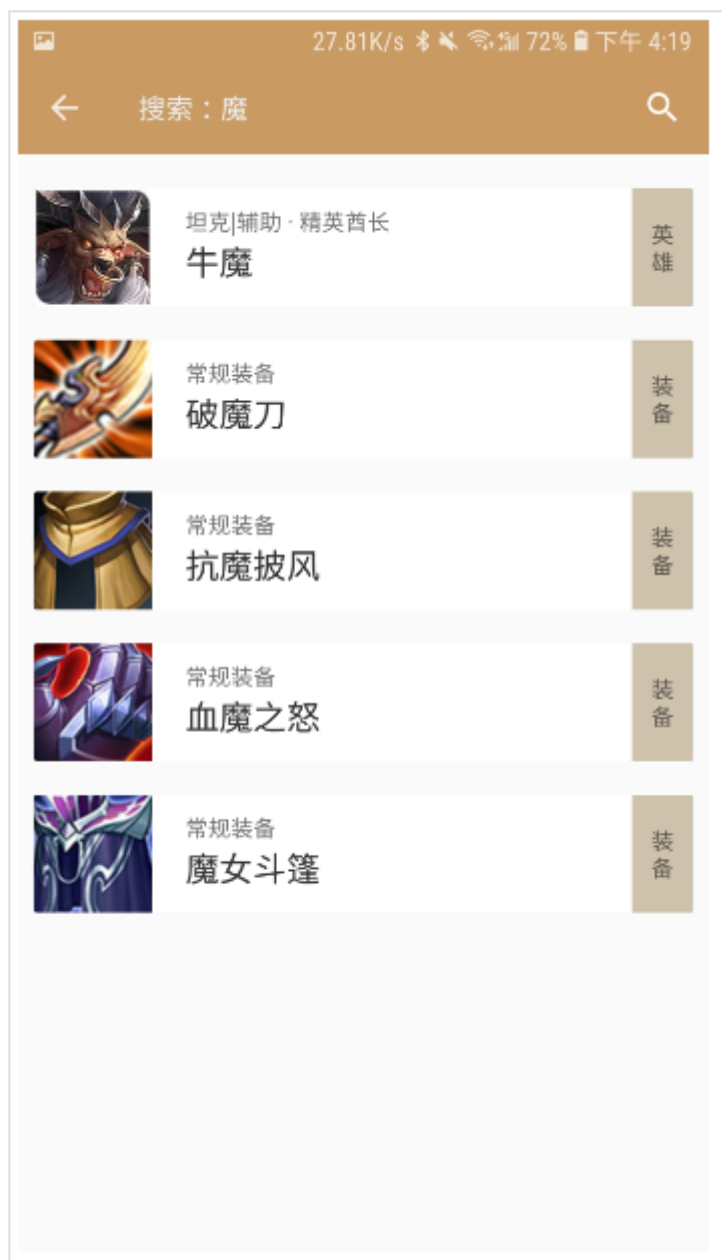 27.81K/s 72% 下午 4:19
搜索：魔
坦克|辅助 · 精英酋长
牛魔
英雄
常规装备
破魔刀
装备
常规装备
抗魔披风
装备
常规装备
血魔之怒
装备
常规装备
魔女斗篷
装备